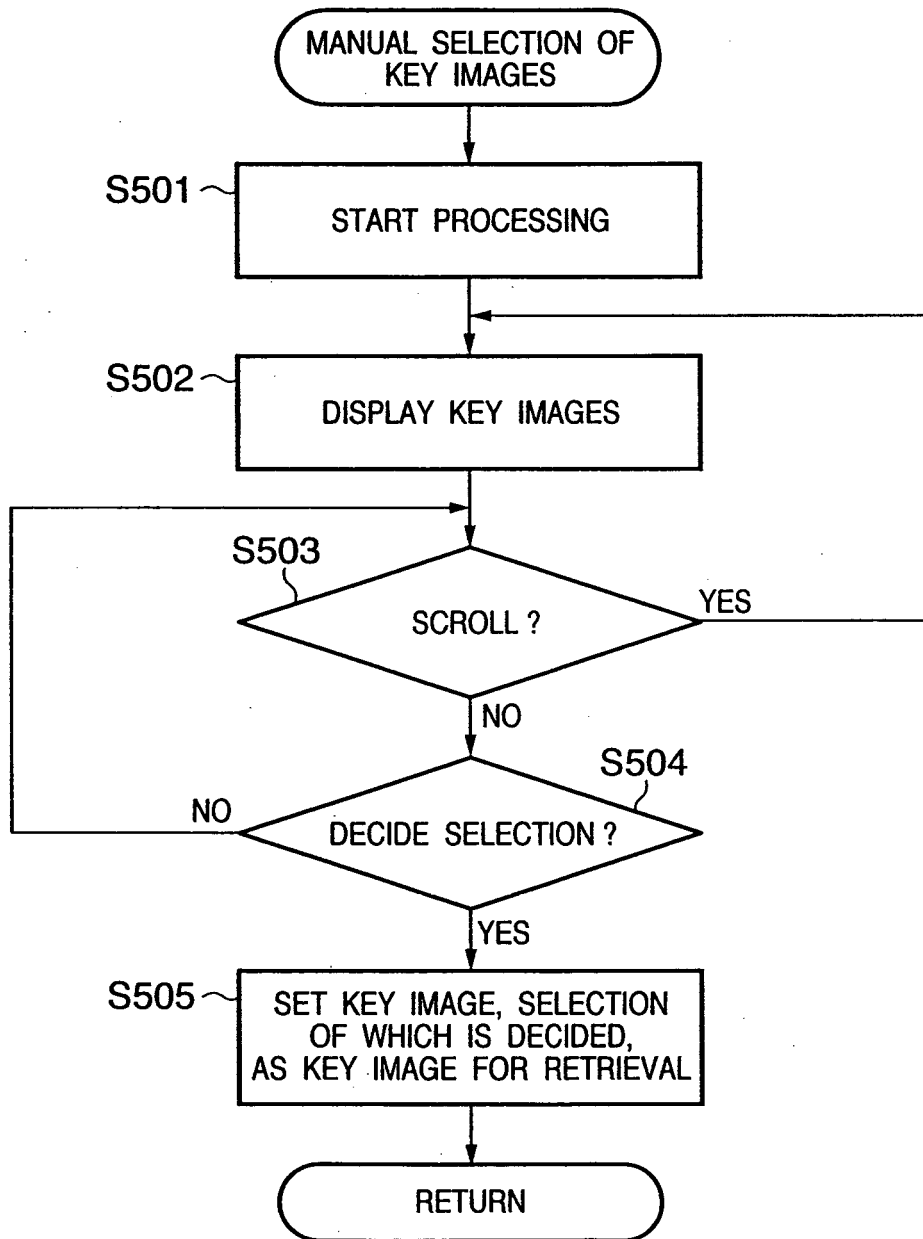 MANUAL SELECTION OF
KEY IMAGES
S501
START PROCESSING
S502
DISPLAY KEY IMAGES
S503
SCROLL ?
YES
NO
S504
DECIDE SELECTION ?
NO
YES
S505
SET KEY IMAGE, SELECTION
OF WHICH IS DECIDED,
AS KEY IMAGE FOR RETRIEVAL
RETURN